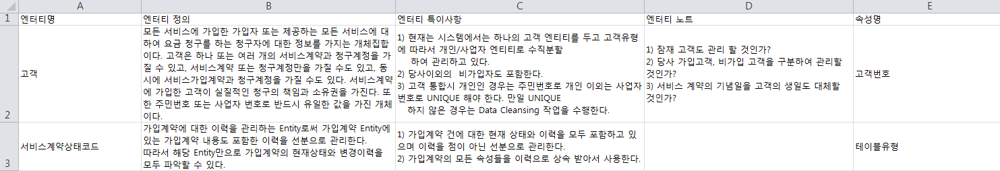 A B C D E
1 엔터티명 엔터티 정의 엔터티 특이사항 엔터티 노트 속성명
2
고객
모든 서비스에 가입한 가입자 또는 제공하는 모든 서비스에 대
하여 요금 청구를 하는 청구자에 대한 정보를 가지는 개체집합
이다. 고객은 하나 또는 여러 개의 서비스계약과 청구계정을 가
질 수 있고, 서비스계약 또는 청구계정만을 가질 수도 있고, 동
시에 서비스가입계약과 청구계정을 가질 수도 있다. 서비스계약
에 가입한 고객이 실질적인 청구의 책임과 소유권을 가진다. 또
한 주민번호 또는 사업자 번호로 반드시 유일한 값을 가진 개체
이다.
1) 현재는 시스템에서는 하나의 고객 엔티티를 두고 고객유형
에 따라서 개인/사업자 엔티티로 수직분할
하여 관리하고 있다.
2) 당사이외의 비가입자도 포함한다.
3) 고객 통합시 개인인 경우는 주민번호로 개인 이외는 사업자
번호로 UNIQUE 해야 한다. 만일 UNIQUE
하지 않은 경우는 Data Cleansing 작업을 수행한다.
1) 잠재 고객도 관리 할 것인가?
2) 당사 가입고객, 비가입 고객을 구분하여 관리할
것인가?
3) 서비스 계약의 기념일을 고객의 생일도 대체할
것인가?
고객번호
3
서비스계약상태코드
가입계약에 대한 이력을 관리하는 Entity로써 가입계약 Entity에
있는 가입계약 내용도 포함한 이력을 선분으로 관리한다.
따라서 해당 Entity만으로 가입계약의 현재상태와 변경이력을
모두 파악할 수 있다.
1) 가입계약 건에 대한 현재 상태와 이력을 모두 포함하고 있
으며 이력을 점이 아닌 선분으로 관리한다.
2) 가입계약의 모든 속성들을 이력으로 상속 받아서 사용한다.
테이블유형